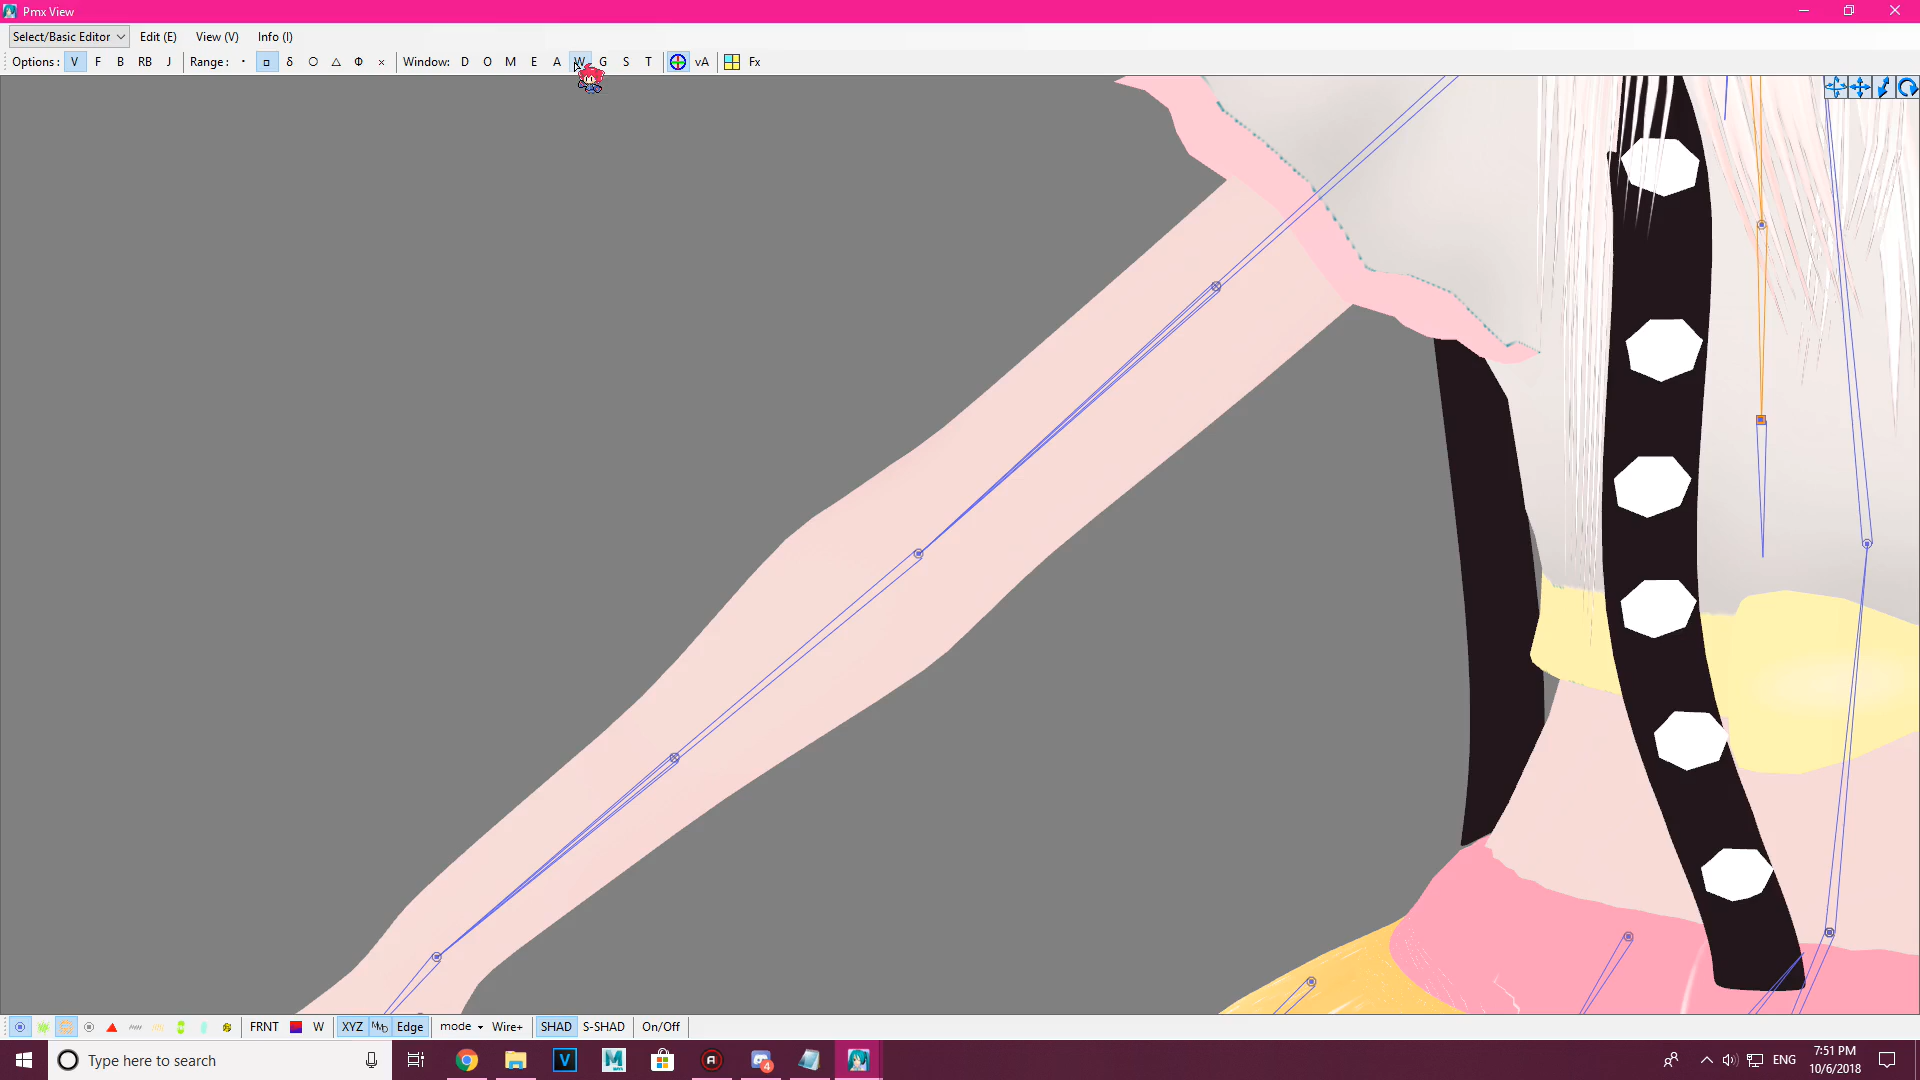 Pmx View
Select/Basic Editor Edit (E) View (V) Info (I)
Options : V F B RB J Range : · □ δ O △ Φ × Window: D O M E A W G S T vA Fx
FRNT W XYZ Edge mode Wire+ SHAD S-SHAD On/Off
Type here to search
ENG
7:51 PM
10/6/2018
4